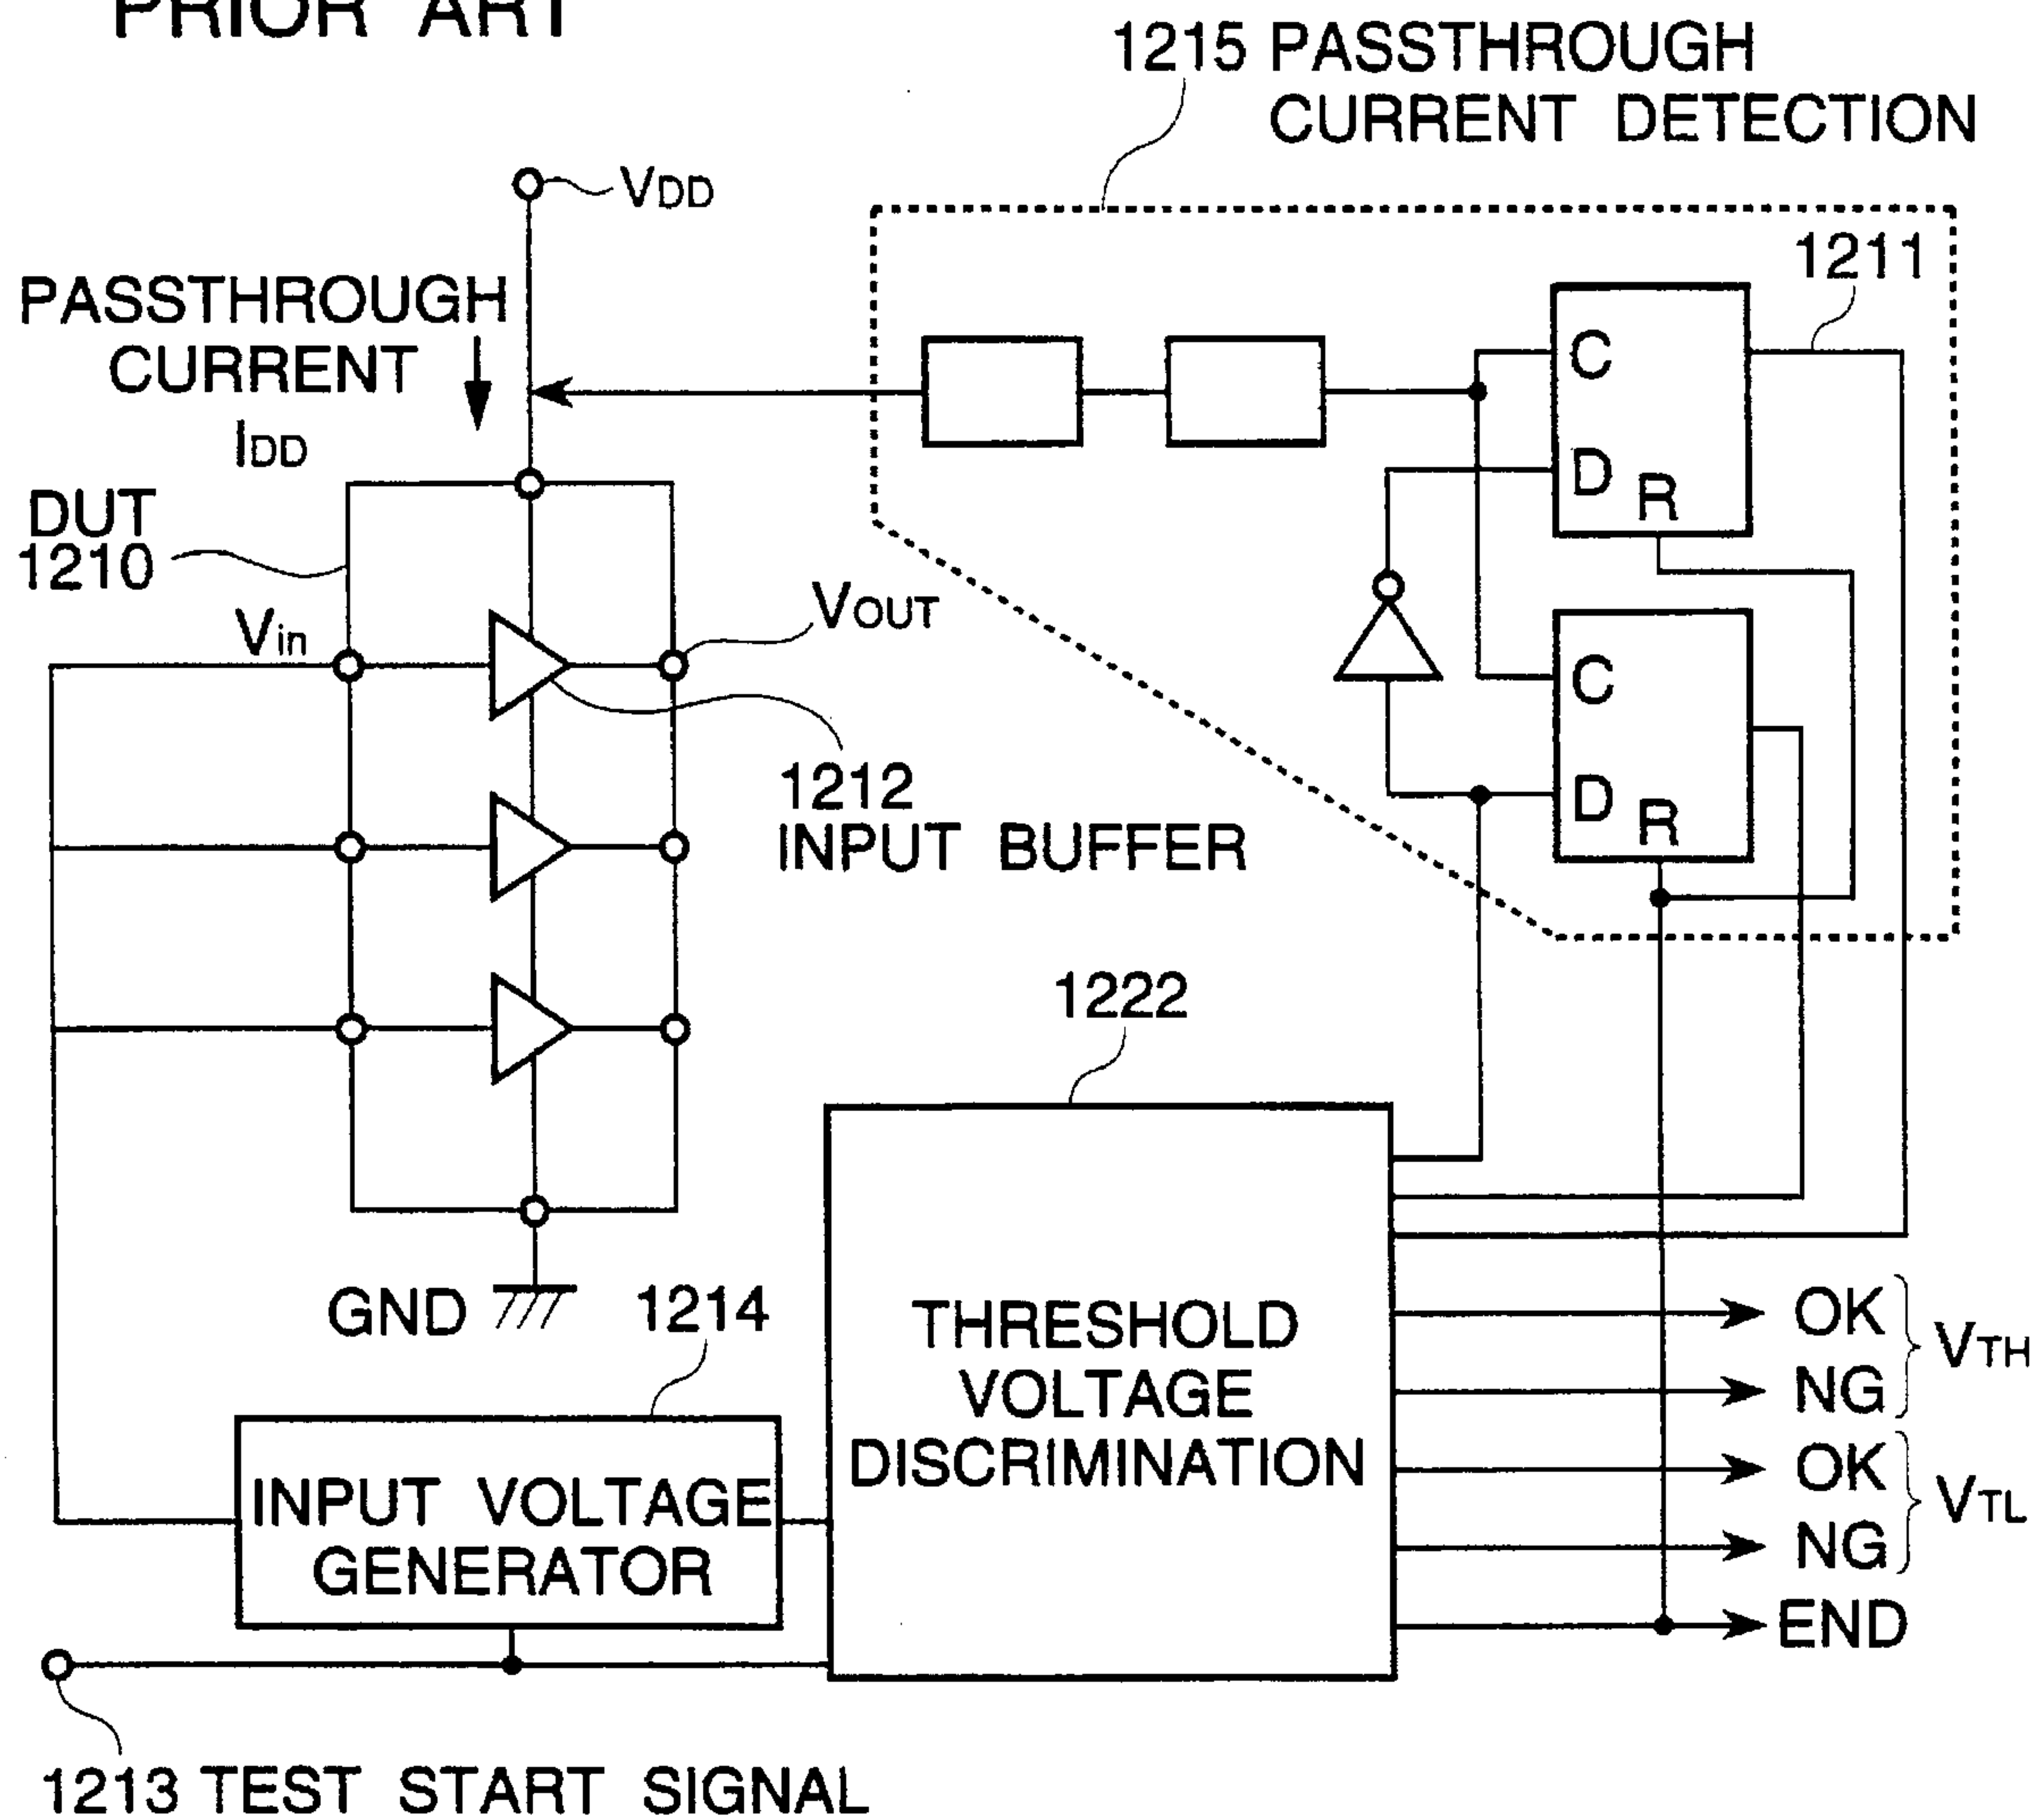 PRIOR ART
1215 PASSTHROUGH
CURRENT DETECTION
VDD
1211
PASSTHROUGH
CURRENT
IDD
C
D
R
DUT
1210
Vin
VOUT
C
D
R
1212
INPUT BUFFER
1222
GND
1214
THRESHOLD
VOLTAGE
DISCRIMINATION
OK
NG
VTH
OK
NG
VTL
END
INPUT VOLTAGE
GENERATOR
1213 TEST START SIGNAL